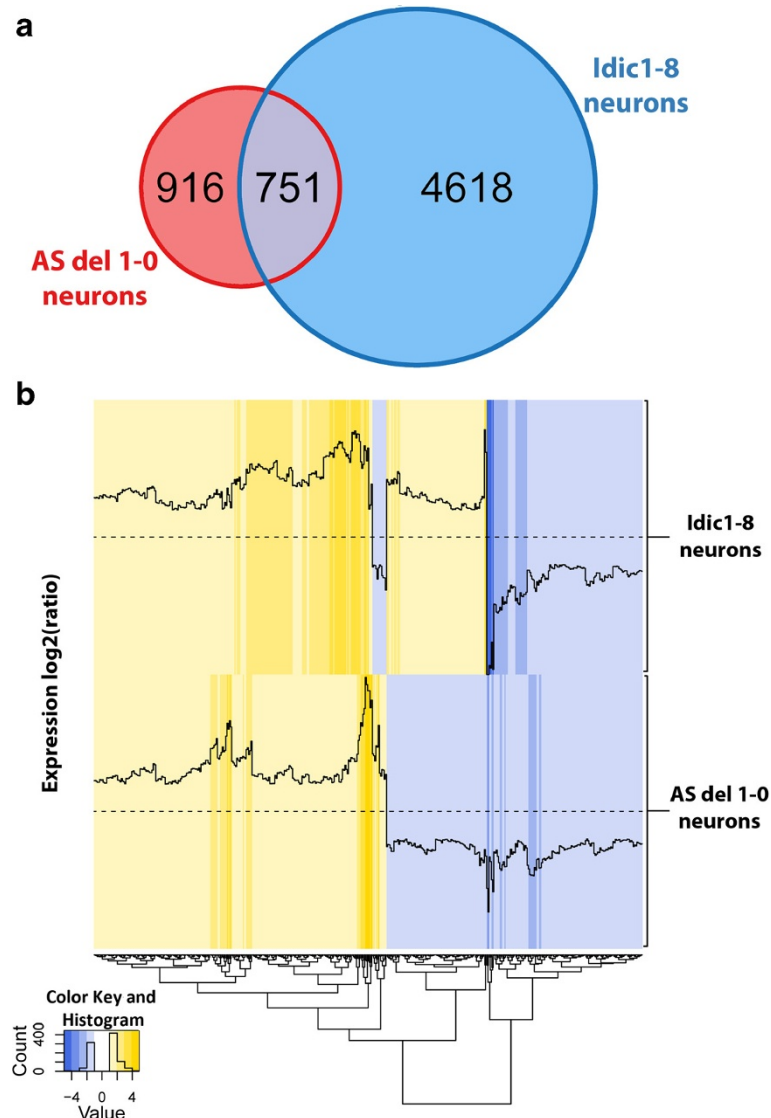 a
Idic1-8
neurons
916
751
4618
AS del 1-0
neurons
b
Expression log2(ratio)
Idic1-8
neurons
AS del 1-0
neurons
Color Key and
Histogram
Count
0
400
−4
0
4
Value